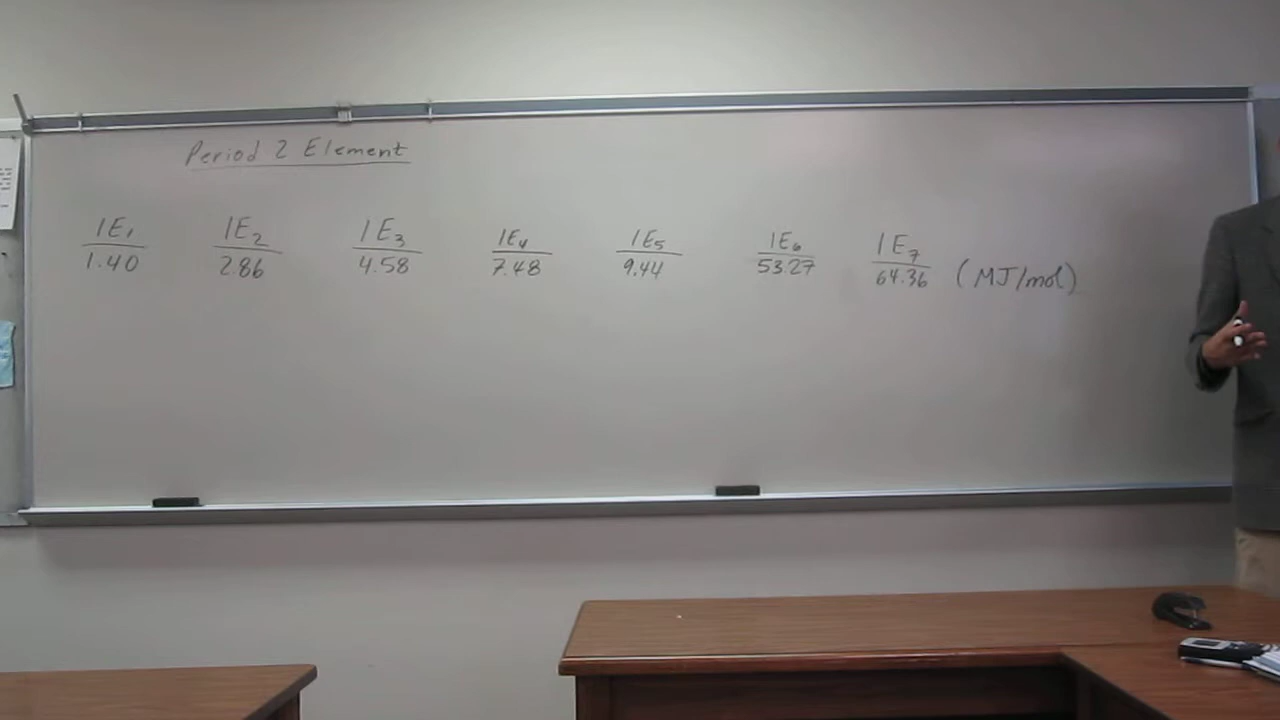 Period 2 Element
IE1 IE2 IE3 IE4 IE5 IE6 IE7
1.40 2.86 4.58 7.48 9.44 53.27 64.36 (MJ/mol)